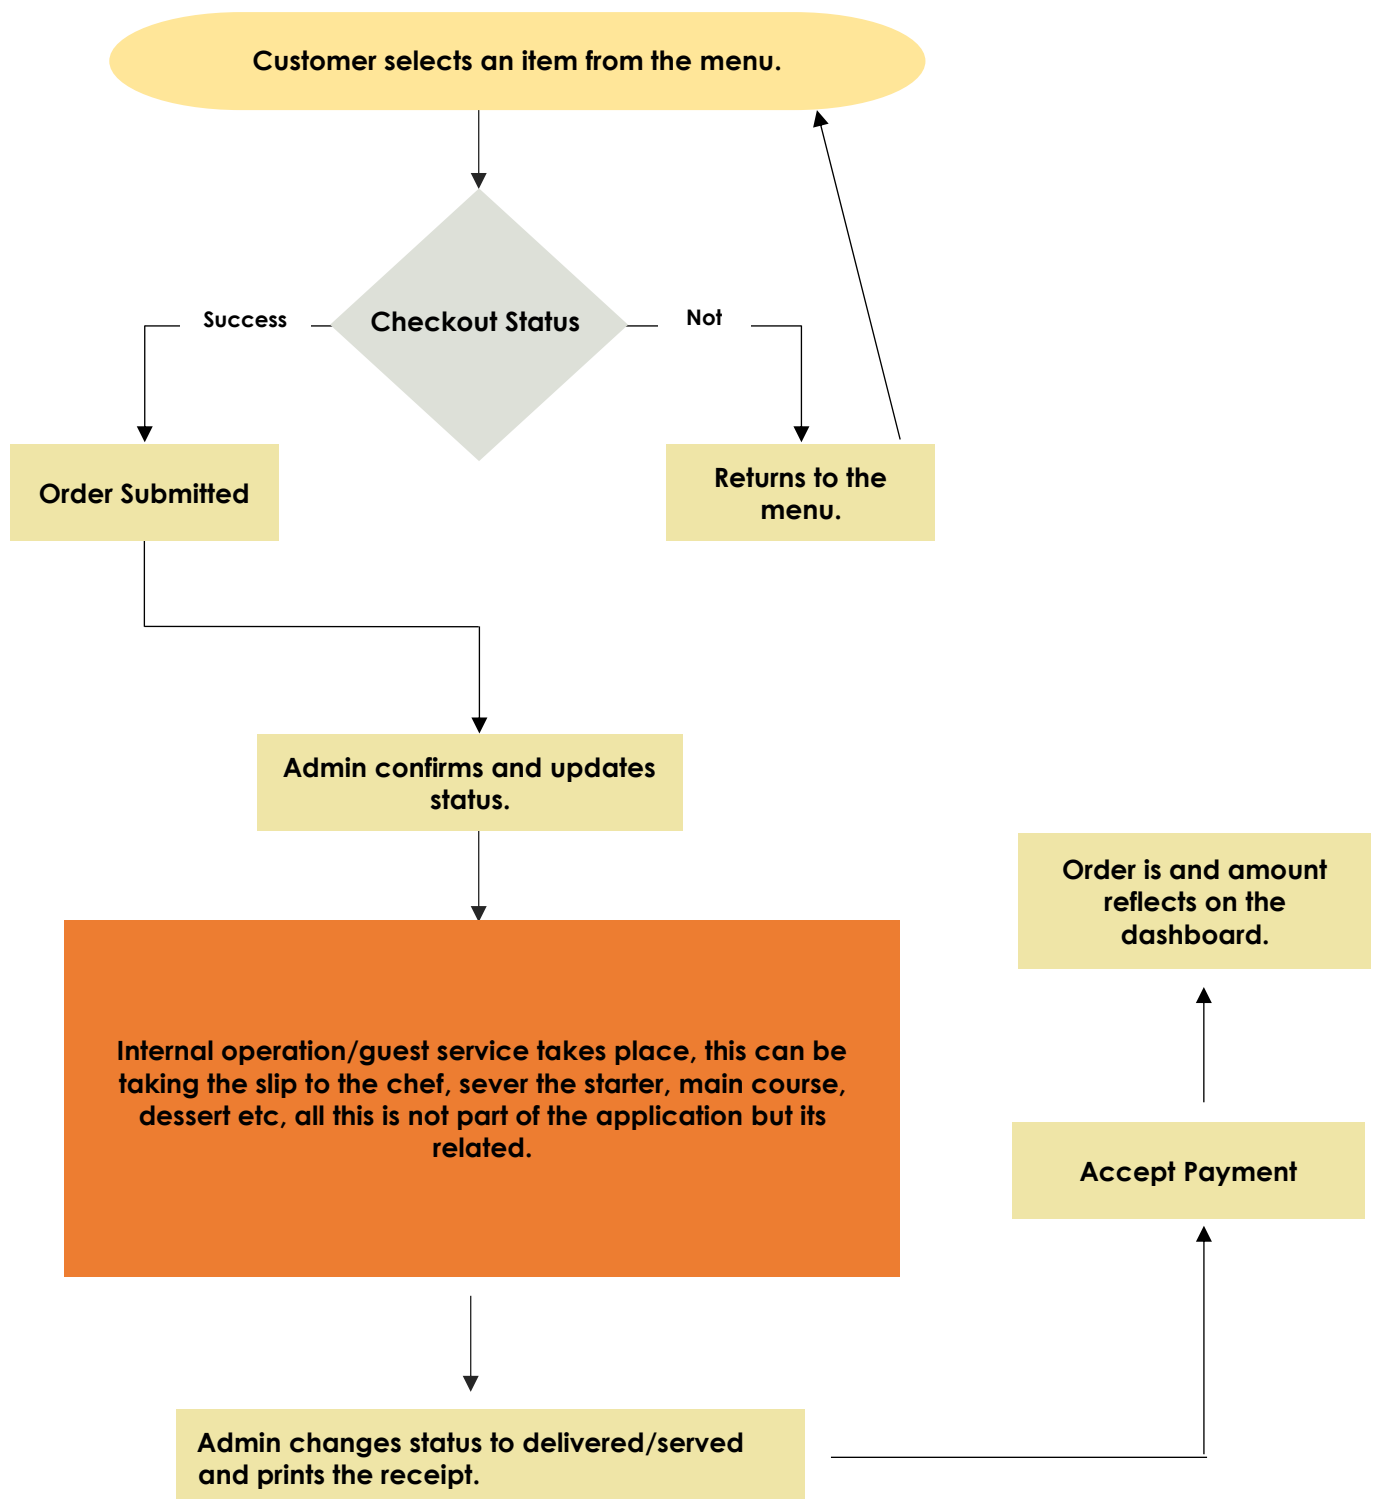 Customer selects an item from the menu.
Success
Checkout Status
Not
Order Submitted
Returns to the
menu.
Admin confirms and updates
status.
Order is and amount
reflects on the
dashboard.
Internal operation/guest service takes place, this can be
taking the slip to the chef, sever the starter, main course,
dessert etc, all this is not part of the application but its
related.
Accept Payment
Admin changes status to delivered/served
and prints the receipt.